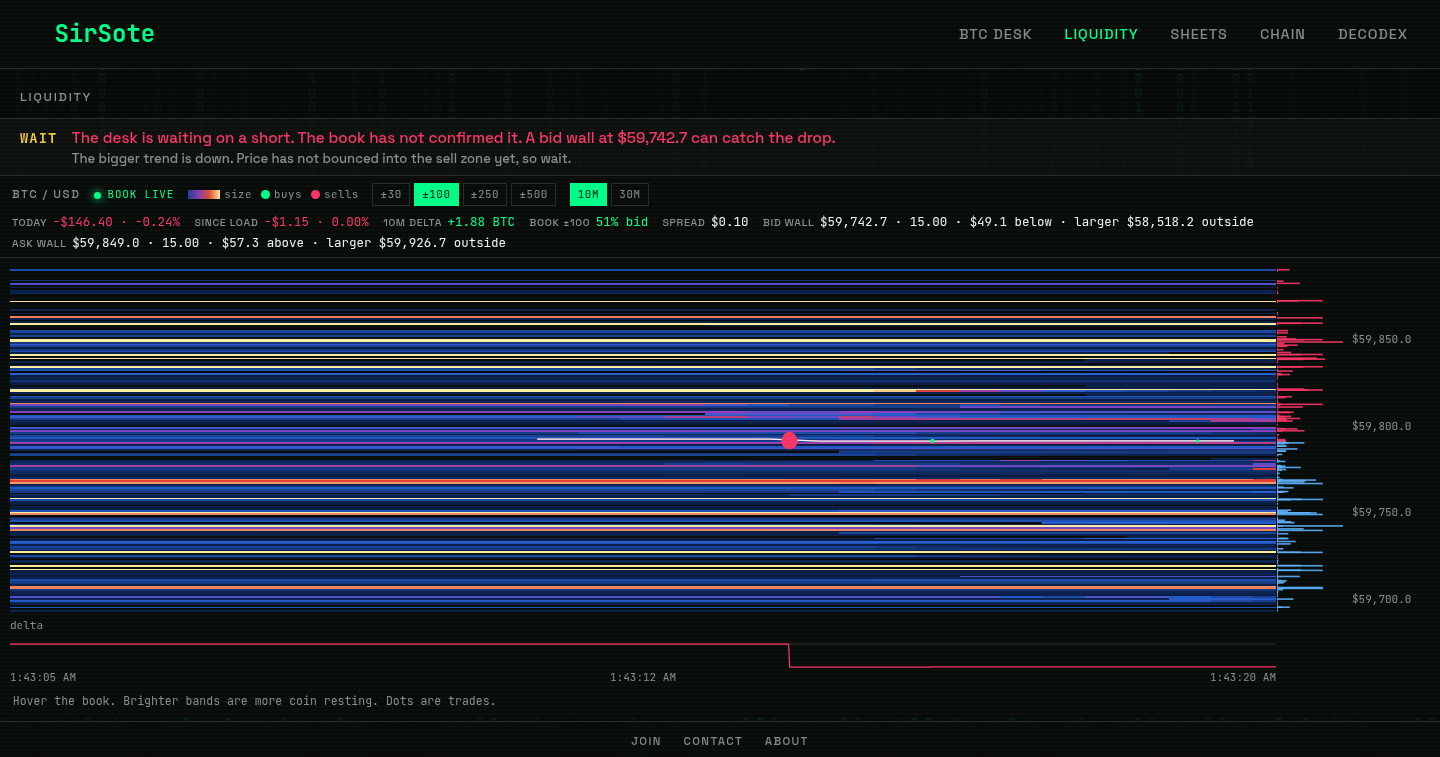 SirSote
BTC DESK LIQUIDITY SHEETS CHAIN DECODEX
LIQUIDITY
WAIT The desk is waiting on a short. The book has not confirmed it. A bid wall at $59,742.7 can catch the drop.
The bigger trend is down. Price has not bounced into the sell zone yet, so wait.
BTC / USD BOOK LIVE size buys sells ±30 ±100 ±250 ±500 10M 30M
TODAY -$146.40 · -0.24% SINCE LOAD -$1.15 · 0.00% 10M DELTA +1.88 BTC BOOK ±100 51% bid SPREAD $0.10 BID WALL $59,742.7 · 15.00 · $49.1 below · larger $58,518.2 outside
ASK WALL $59,849.0 · 15.00 · $57.3 above · larger $59,926.7 outside
$59,850.0
$59,800.0
$59,750.0
$59,700.0
delta
1:43:05 AM 1:43:12 AM 1:43:20 AM
Hover the book. Brighter bands are more coin resting. Dots are trades.
JOIN CONTACT ABOUT